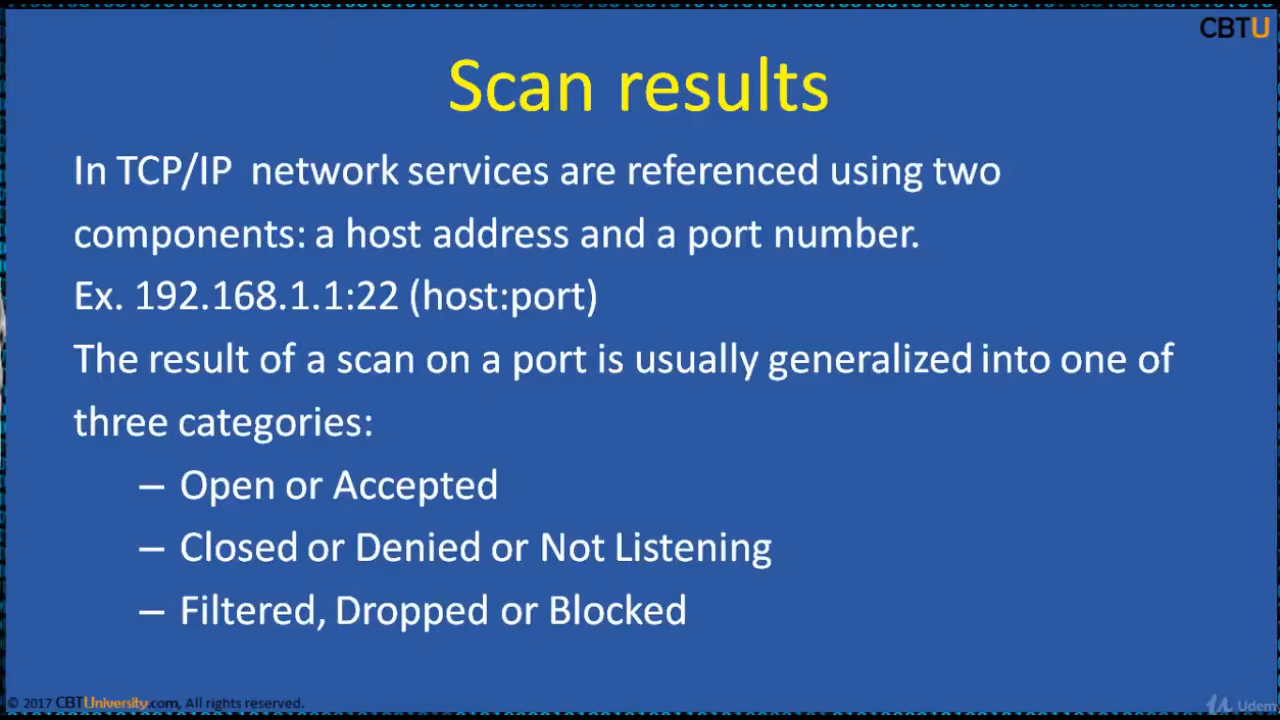 CBTU
Scan results
In TCP/IP network services are referenced using two
components: a host address and a port number.
Ex. 192.168.1.1:22 (host:port)
The result of a scan on a port is usually generalized into one of
three categories:
– Open or Accepted
– Closed or Denied or Not Listening
– Filtered, Dropped or Blocked
© 2017 CBTUniversity.com, All rights reserved.